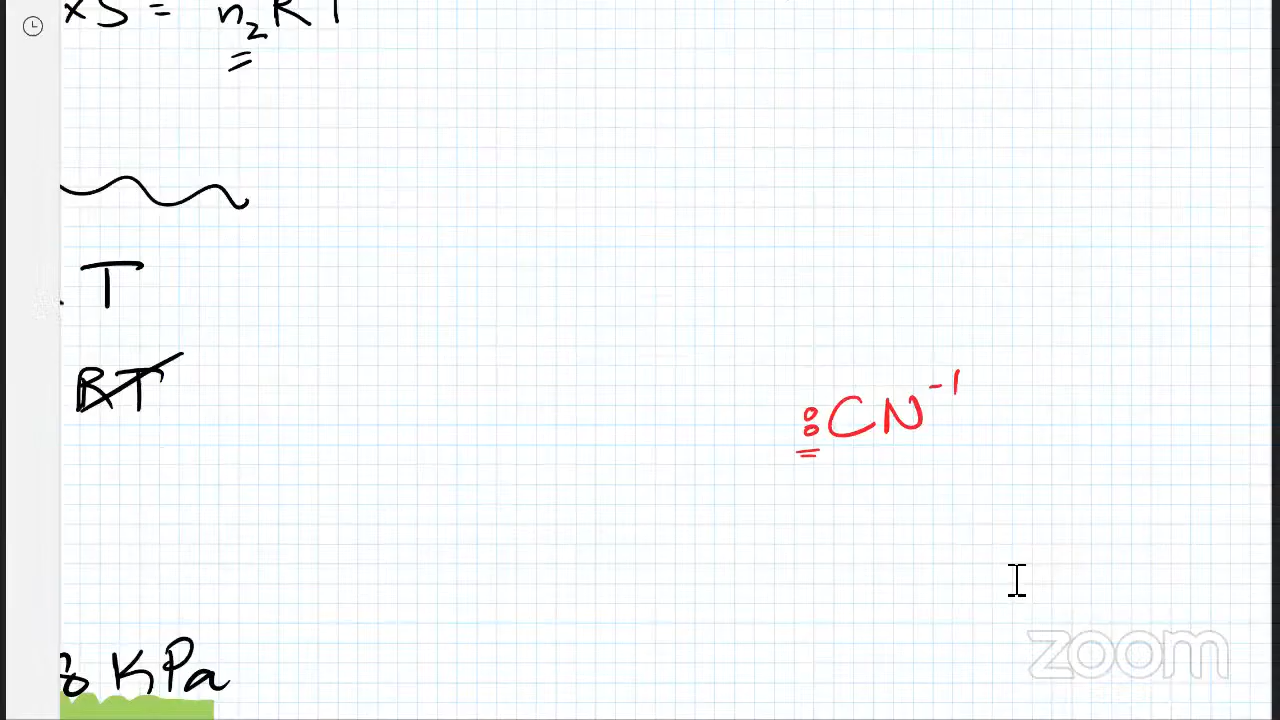 xS = n₂RT
T
RT
:CN⁻¹
KPa
zoom